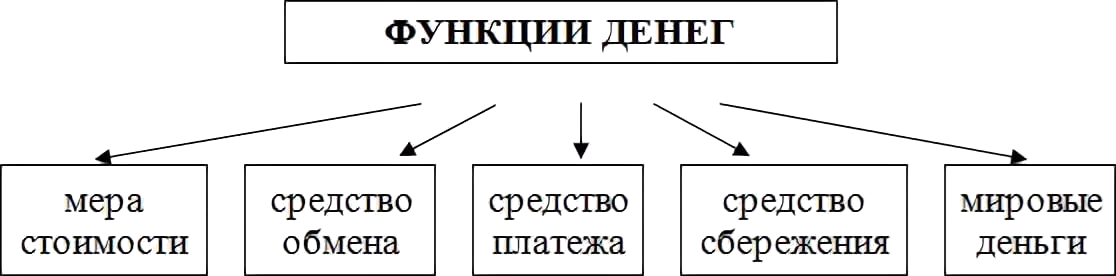 ФУНКЦИИ ДЕНЕГ
мера
стоимости
средство
обмена
средство
платежа
средство
сбережения
мировые
деньги